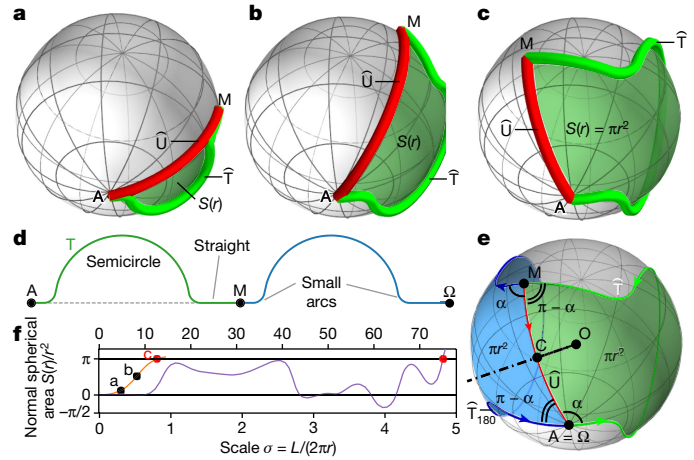 a
M
Û
T̂
A
S(r)
b
M
Û
S(r)
T̂
A
c
M
T̂
Û
S(r) = πr²
A
d
T
Semicircle
Straight
Small
arcs
A
M
Ω
e
M
T̂
α
π – α
O
πr²
C
πr²
Û
π – α
α
T̂180
A = Ω
f
0 10 20 30 40 50 60 70
Normal spherical
area S(r)/r²
π
0
–π/2
a
b
c
0 1 2 3 4 5
Scale σ = L/(2πr)